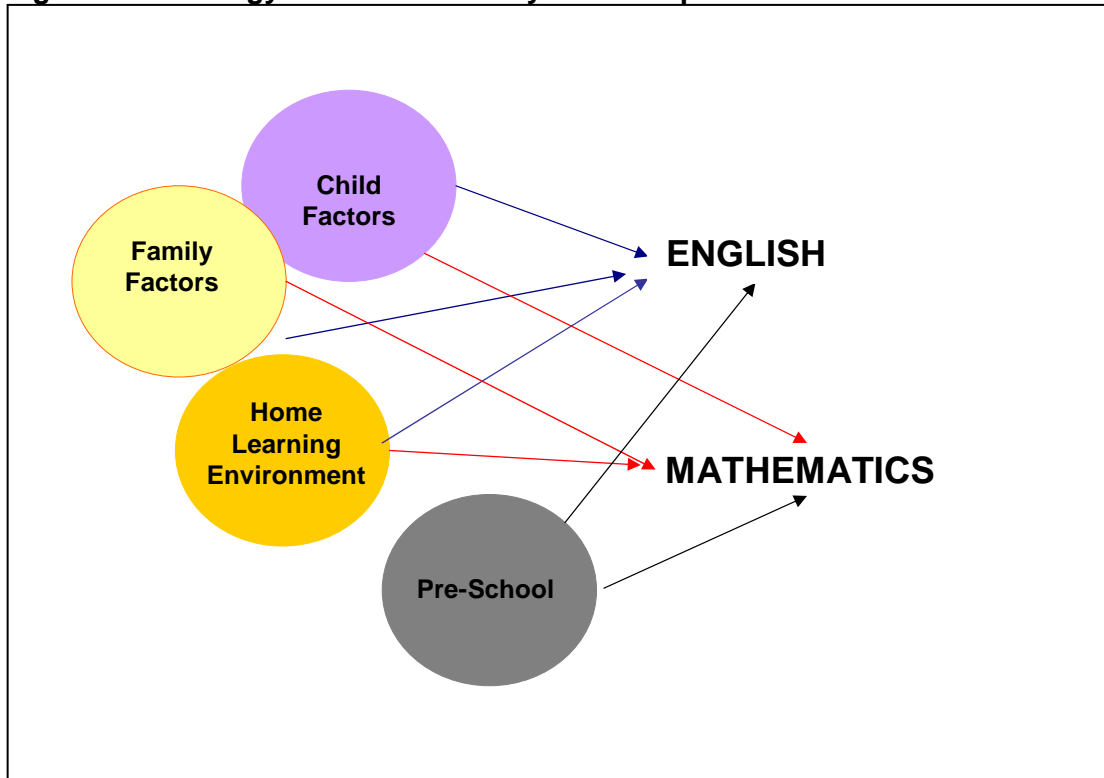 Child
Factors
Family
Factors
ENGLISH
Home
Learning
Environment
MATHEMATICS
Pre-School